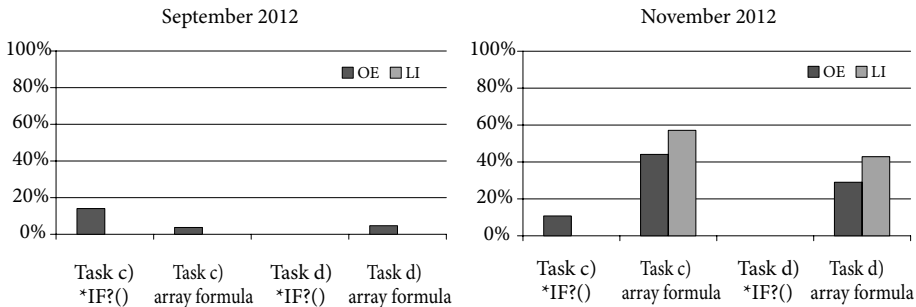 September 2012
100%
80%
60%
40%
20%
0%
OE LI
Task c)
*IF?()
Task c)
array formula
Task d)
*IF?()
Task d)
array formula
November 2012
100%
80%
60%
40%
20%
0%
OE LI
Task c)
*IF?()
Task c)
array formula
Task d)
*IF?()
Task d)
array formula